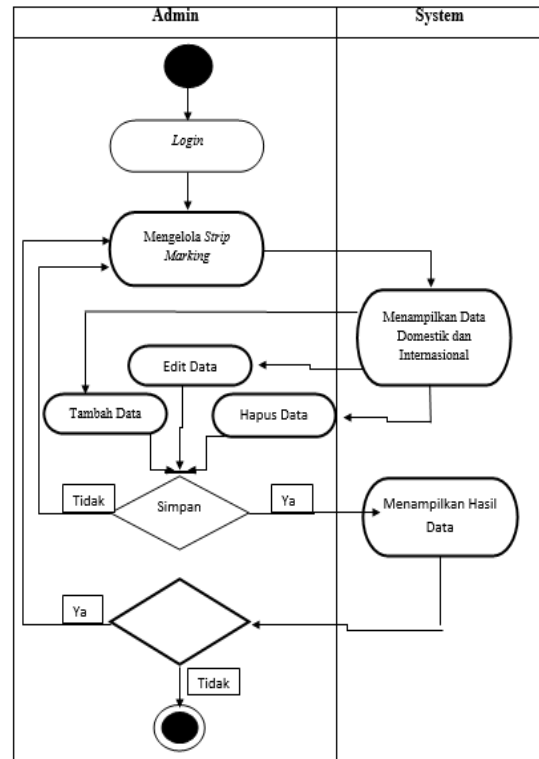 Admin
System
Login
Mengelola Strip
Marking
Menampilkan Data
Domestik dan
Internasional
Edit Data
Tambah Data
Hapus Data
Tidak
Simpan
Ya
Menampilkan Hasil
Data
Ya
Tidak